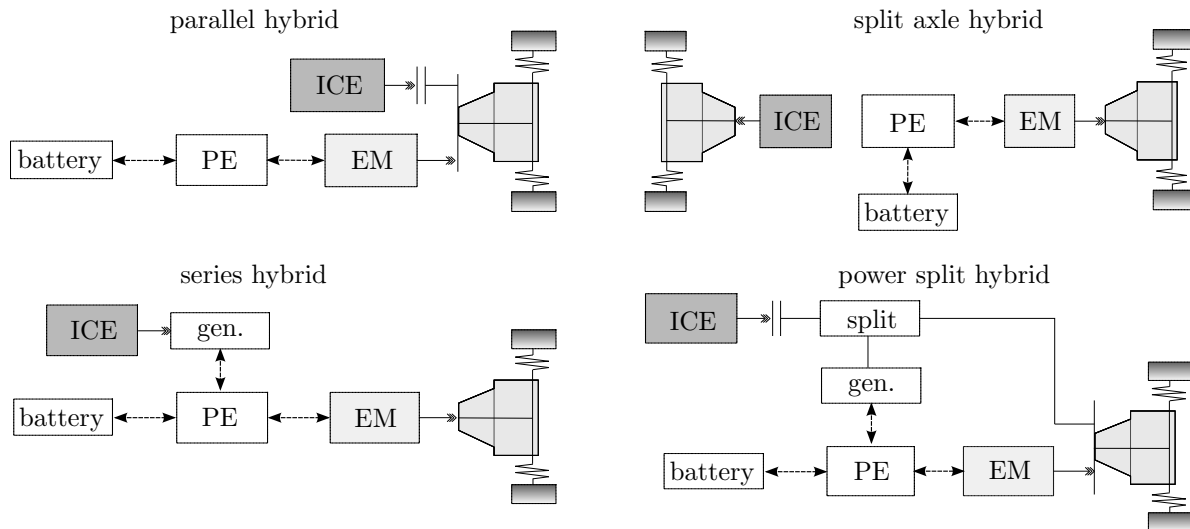 parallel hybrid
ICE
battery
PE
EM
split axle hybrid
ICE
PE
EM
battery
series hybrid
ICE
gen.
battery
PE
EM
power split hybrid
ICE
split
gen.
battery
PE
EM